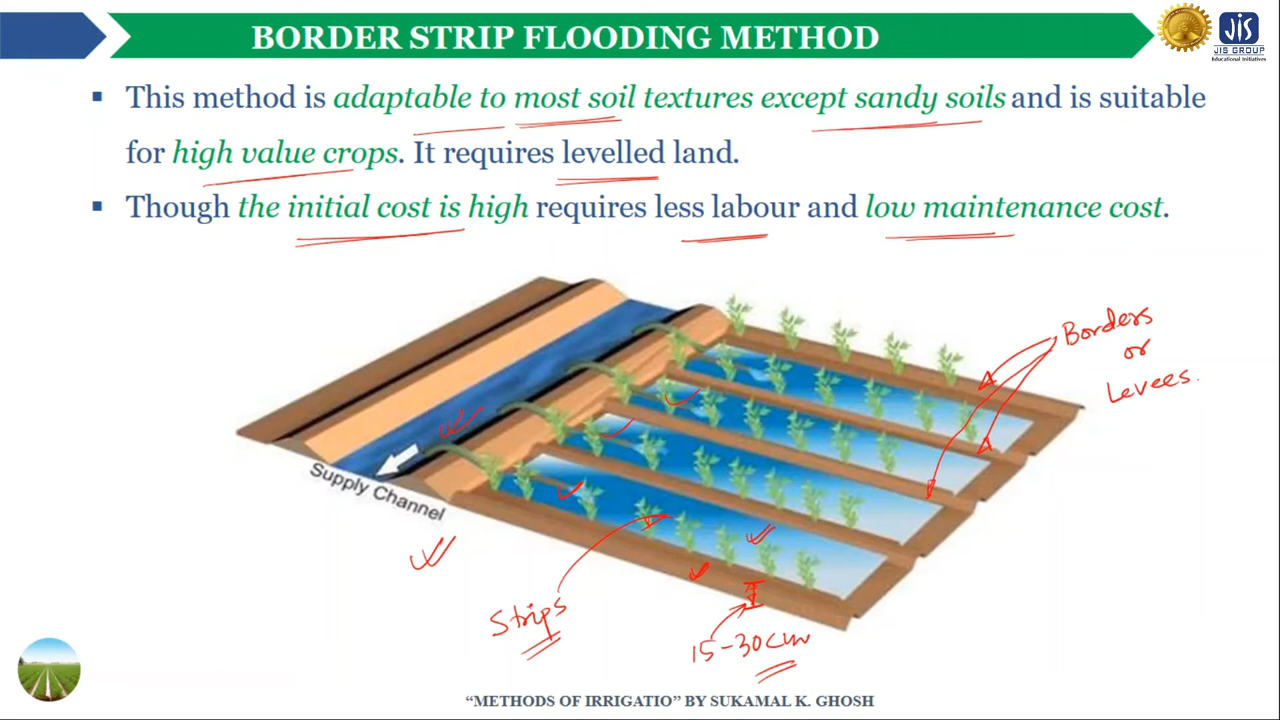 BORDER STRIP FLOODING METHOD
JIS
JIS GROUP
Educational Initiatives
▪ This method is adaptable to most soil textures except sandy soils and is suitable
for high value crops. It requires levelled land.
▪ Though the initial cost is high requires less labour and low maintenance cost.
Borders
or
Levees.
Supply Channel
Strips
15-30cm
“METHODS OF IRRIGATIO” BY SUKAMAL K. GHOSH